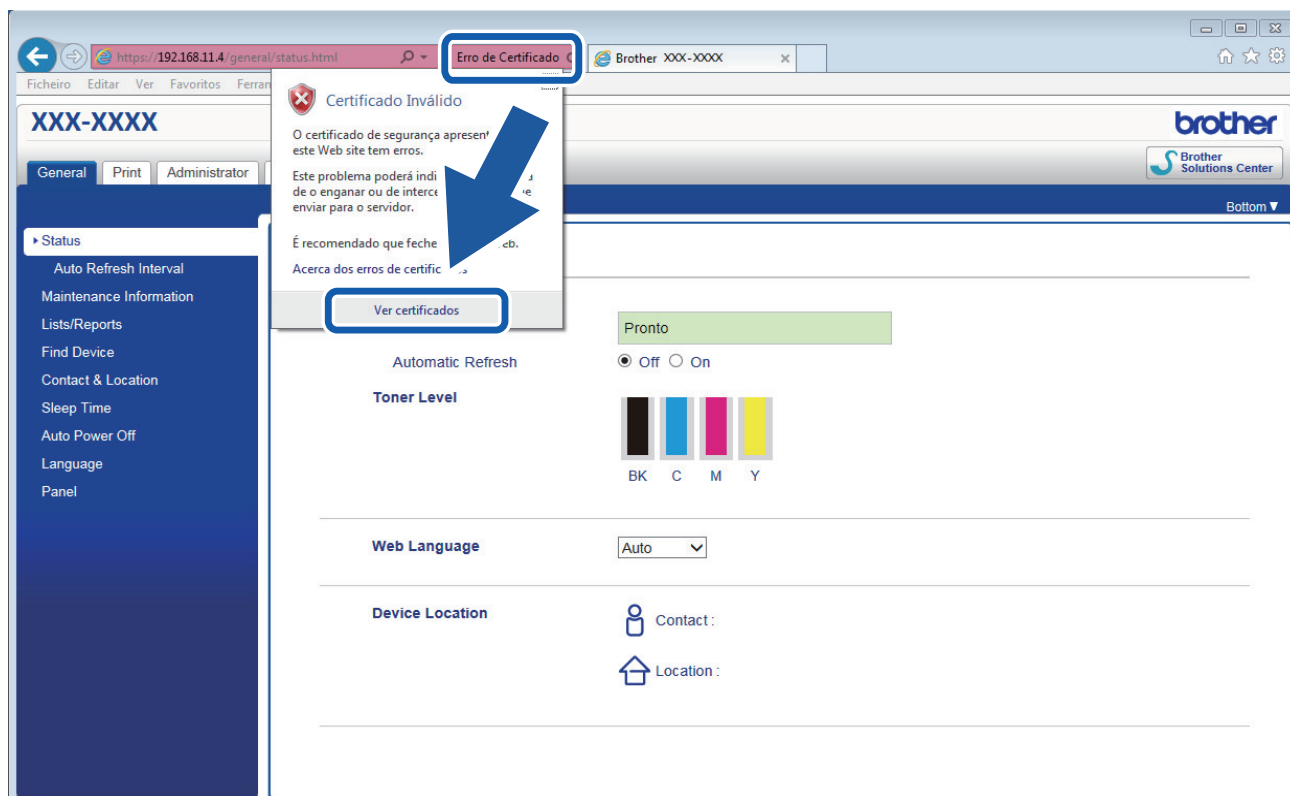 https://192.168.11.4/general/status.html
Erro de Certificado
Brother XXX-XXXX
Ficheiro Editar Ver Favoritos
Certificado Inválido
O certificado de segurança
este Web site tem erros.
Este problema poderá
de o enganar ou de
enviar para o servidor.
É recomendado que feche
Acerca dos erros de
Ver certificados
XXX-XXXX
brother
General Print Administrator
Brother
Solutions Center
Bottom▼
Status
Auto Refresh Interval
Maintenance Information
Lists/Reports
Find Device
Contact & Location
Sleep Time
Auto Power Off
Language
Panel
Pronto
Automatic Refresh Off On
Toner Level
BK C M Y
Web Language Auto
Device Location Contact :
Location :